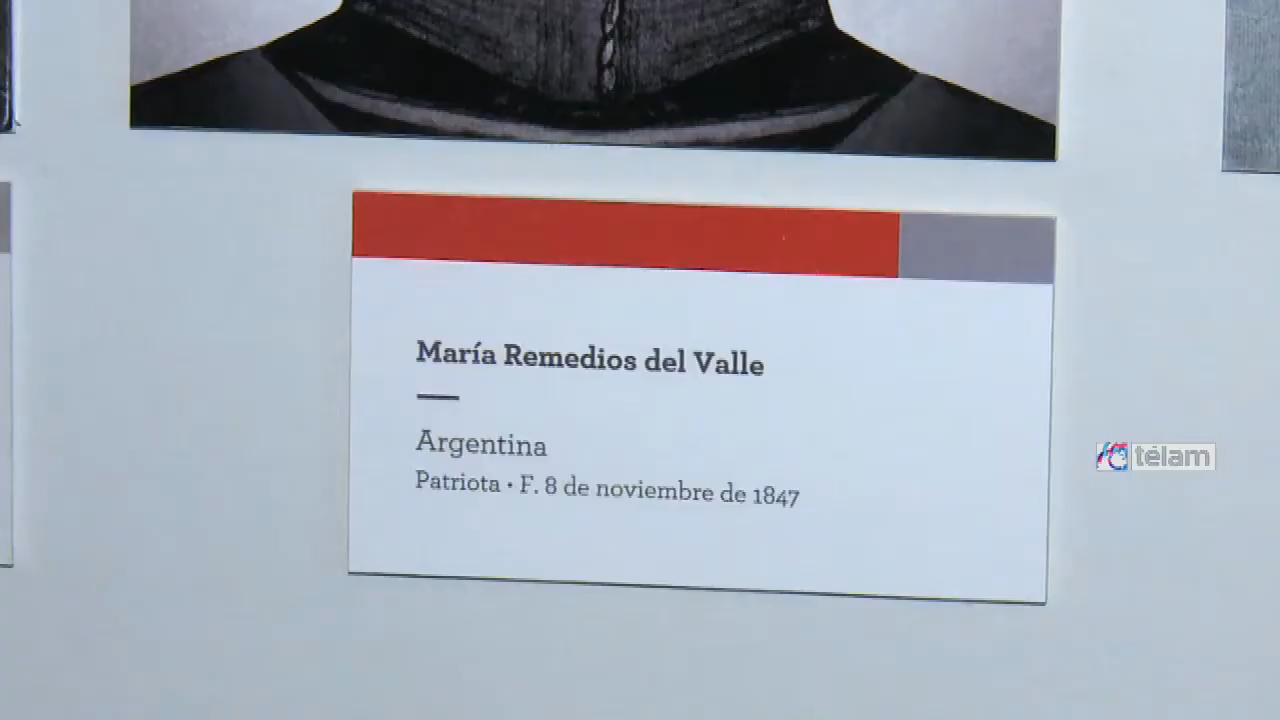 María Remedios del Valle
Argentina
Patriota • F. 8 de noviembre de 1847
télam